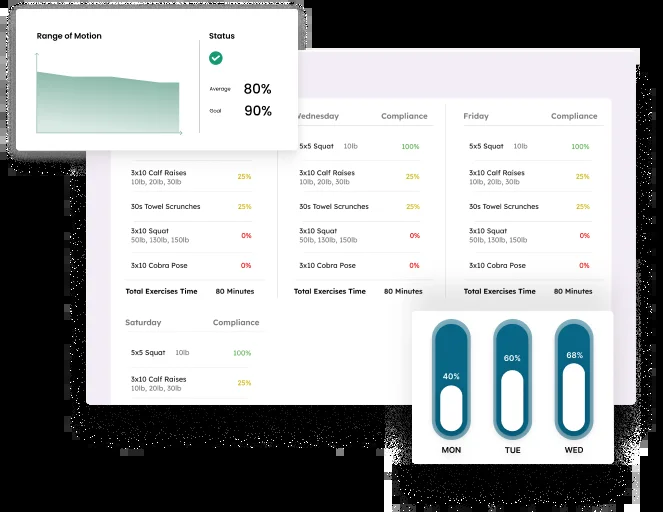 Range of Motion
Status
Average 80%
Goal 90%
3x10 Calf Raises 25%
10lb, 20lb, 30lb
30s Towel Scrunches 25%
3x10 Squat 0%
50lb, 130lb, 150lb
3x10 Cobra Pose 0%
Total Exercises Time 80 Minutes
Wednesday Compliance
5x5 Squat 10lb 100%
3x10 Calf Raises 25%
10lb, 20lb, 30lb
30s Towel Scrunches 25%
3x10 Squat 0%
50lb, 130lb, 150lb
3x10 Cobra Pose 0%
Total Exercises Time 80 Minutes
Friday Compliance
5x5 Squat 10lb 100%
3x10 Calf Raises 25%
10lb, 20lb, 30lb
30s Towel Scrunches 25%
3x10 Squat 0%
50lb, 130lb, 150lb
3x10 Cobra Pose 0%
Total Exercises Time 80 Minutes
Saturday Compliance
5x5 Squat 10lb 100%
3x10 Calf Raises 25%
10lb, 20lb, 30lb
40% 60% 68%
MON TUE WED